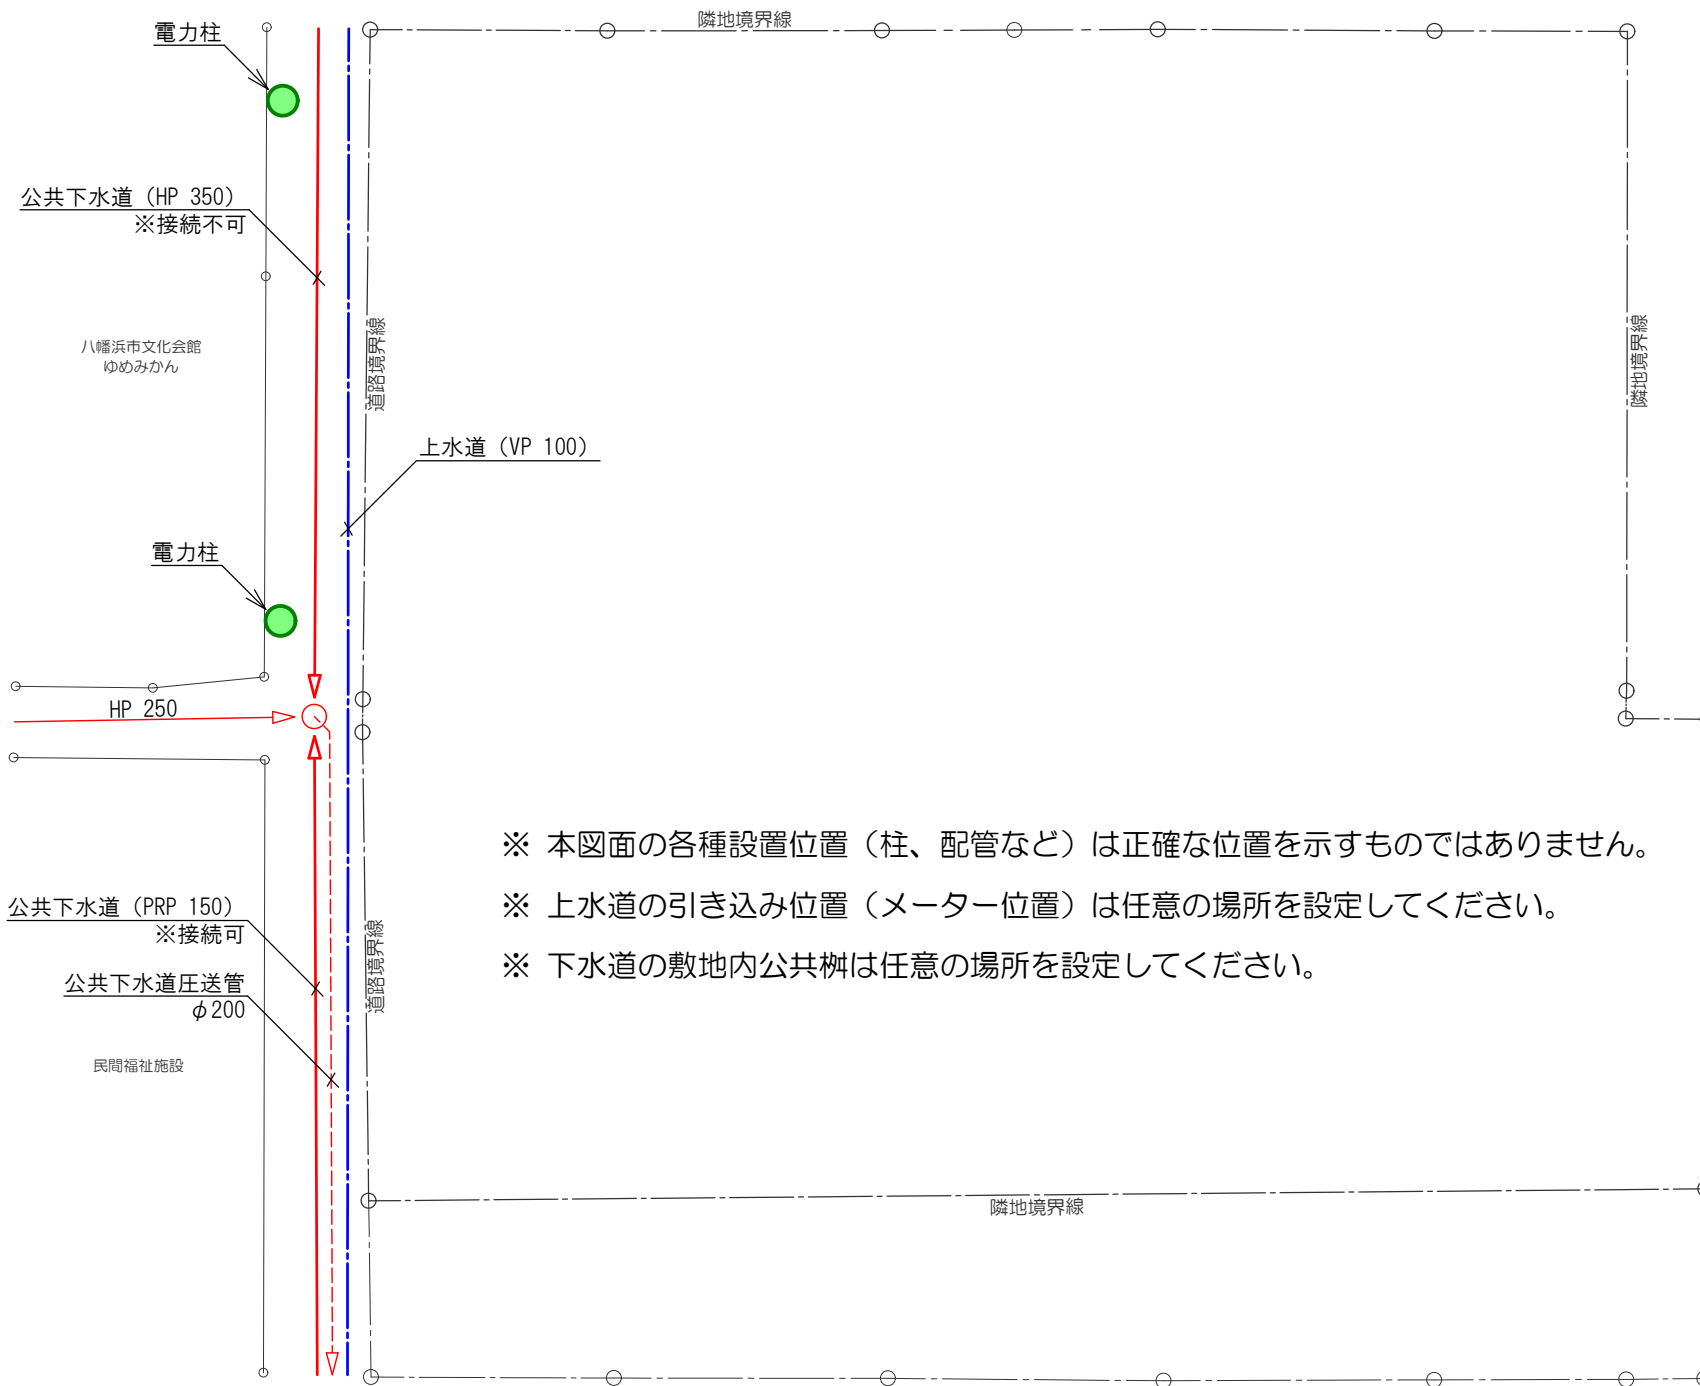 隣地境界線
電力柱
公共下水道（HP 350）
※接続不可
八幡浜市文化会館
ゆめみかん
道路境界線
隣地境界線
上水道（VP 100）
電力柱
HP 250
※ 本図面の各種設置位置（柱、配管など）は正確な位置を示すものではありません。
※ 上水道の引き込み位置（メーター位置）は任意の場所を設定してください。
※ 下水道の敷地内公共桝は任意の場所を設定してください。
公共下水道（PRP 150）
※接続可
道路境界線
公共下水道圧送管
φ200
民間福祉施設
隣地境界線